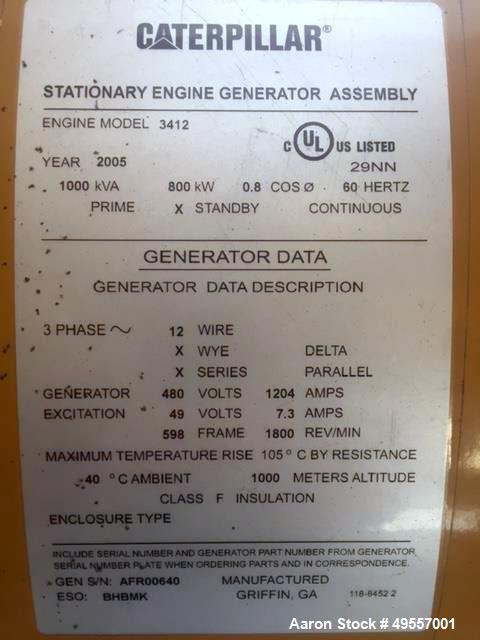 CATERPILLAR®
STATIONARY ENGINE GENERATOR ASSEMBLY
ENGINE MODEL 3412
C UL US LISTED
YEAR 2005 29NN
1000 kVA 800 kW 0.8 COS Ø 60 HERTZ
PRIME X STANDBY CONTINUOUS
GENERATOR DATA
GENERATOR DATA DESCRIPTION
3 PHASE ~ 12 WIRE
X WYE DELTA
X SERIES PARALLEL
GENERATOR 480 VOLTS 1204 AMPS
EXCITATION 49 VOLTS 7.3 AMPS
598 FRAME 1800 REV/MIN
MAXIMUM TEMPERATURE RISE 105 °C BY RESISTANCE
40 °C AMBIENT 1000 METERS ALTITUDE
CLASS F INSULATION
ENCLOSURE TYPE
INCLUDE SERIAL NUMBER AND GENERATOR PART NUMBER FROM GENERATOR
SERIAL NUMBER PLATE WHEN ORDERING PARTS AND IN CORRESPONDENCE.
GEN S/N: AFR00640 MANUFACTURED
ESO: BHBMK GRIFFIN, GA 118-6452 2
Aaron Stock # 49557001